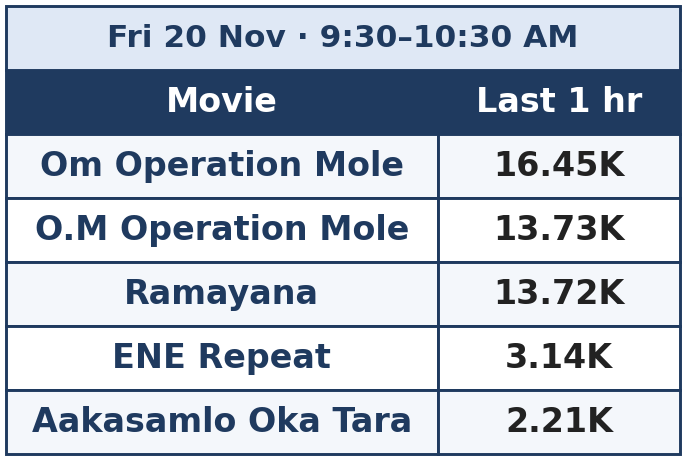 Fri 20 Nov · 9:30–10:30 AM
Movie Last 1 hr
Om Operation Mole 16.45K
O.M Operation Mole 13.73K
Ramayana 13.72K
ENE Repeat 3.14K
Aakasamlo Oka Tara 2.21K